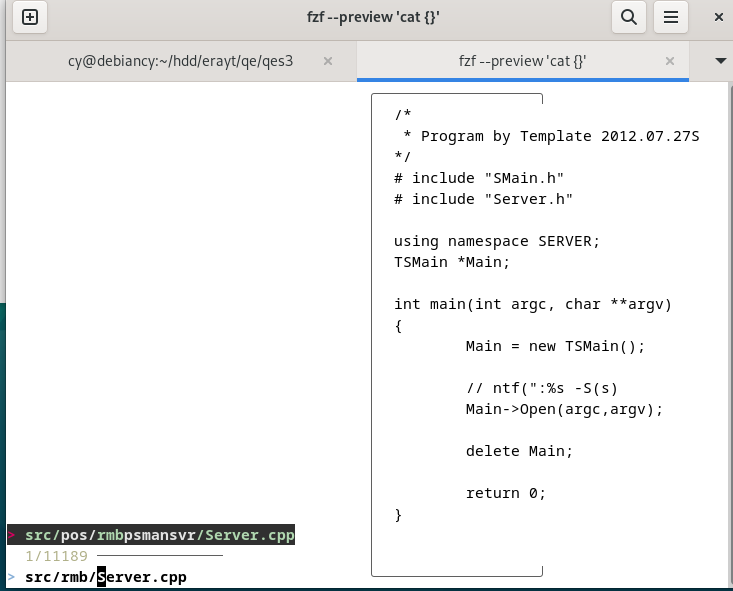 fzf --preview 'cat {}'
cy@debiancy:~/hdd/erayt/qe/qes3
fzf --preview 'cat {}'
/*
* Program by Template 2012.07.27S
*/
# include "SMain.h"
# include "Server.h"
using namespace SERVER;
TSMain *Main;
int main(int argc, char **argv)
{
Main = new TSMain();
// ntf(":%s -S(s)
Main->Open(argc,argv);
delete Main;
return 0;
}
> src/pos/rmbpsmansvr/Server.cpp
1/11189
> src/rmb/Server.cpp